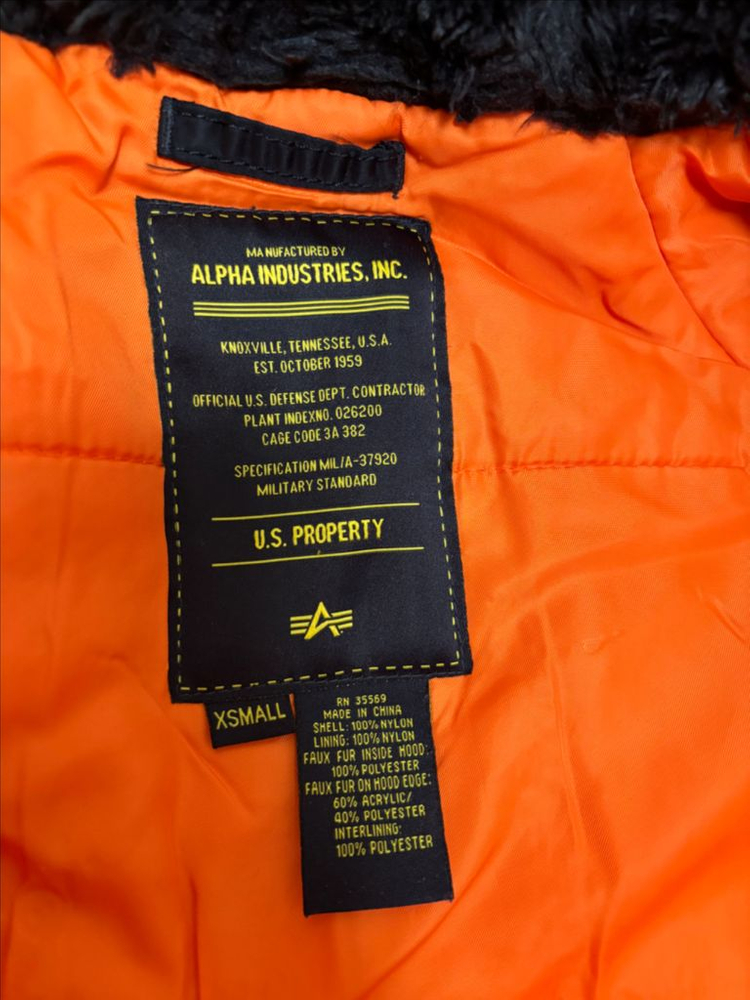 MANUFACTURED BY
ALPHA INDUSTRIES, INC.
KNOXVILLE, TENNESSEE, U.S.A.
EST. OCTOBER 1959
OFFICIAL U.S. DEFENSE DEPT. CONTRACTOR
PLANT INDEXNO. 026200
CAGE CODE 3A 382
SPECIFICATION MIL/A-37920
MILITARY STANDARD
U.S. PROPERTY
XSMALL
RN 35569
MADE IN CHINA
SHELL: 100% NYLON
LINING: 100% NYLON
FAUX FUR INSIDE HOOD:
100% POLYESTER
FAUX FUR ON HOOD EDGE:
60% ACRYLIC/
40% POLYESTER
INTERLINING:
100% POLYESTER